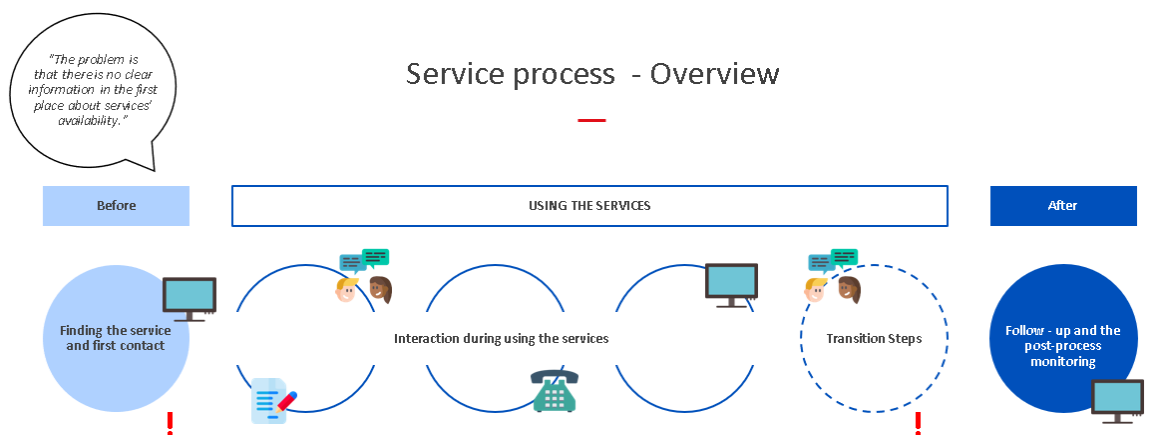 "The problem is
that there is no clear
information in the first
place about services'
availability."
Service process - Overview
Before
USING THE SERVICES
After
Finding the service
and first contact
Interaction during using the services
Transition Steps
Follow - up and the
post-process
monitoring
!
!